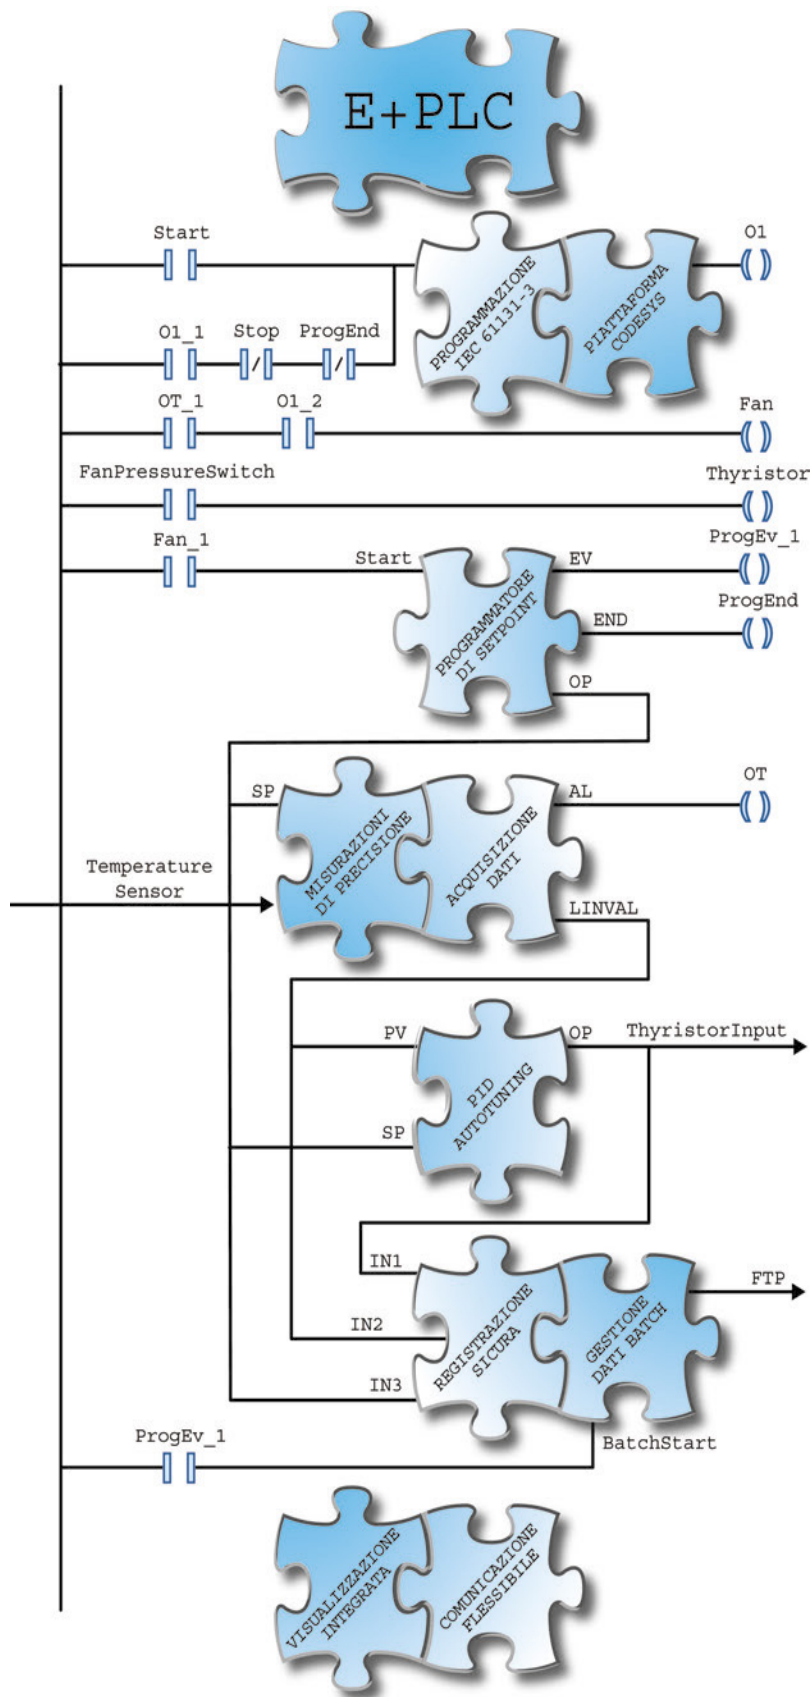 E+PLC
Start
O1
PROGRAMMAZIONE
IEC 61131-3
PIATTAFORMA
CODESYS
O1_1
Stop
ProgEnd
OT_1
O1_2
Fan
FanPressureSwitch
Thyristor
Fan_1
Start
EV
ProgEv_1
PROGRAMMATORE
DI SETPOINT
END
ProgEnd
OP
SP
MISURAZIONI
DI PRECISIONE
ACQUISIZIONE
DATI
AL
OT
Temperature
Sensor
LINVAL
PV
PID
AUTOTUNING
OP
ThyristorInput
SP
IN1
IN2
IN3
REGISTRAZIONE
SICURA
GESTIONE
DATI BATCH
FTP
ProgEv_1
BatchStart
VISUALIZZAZIONE
INTEGRATA
COMUNICAZIONE
FLESSIBILE